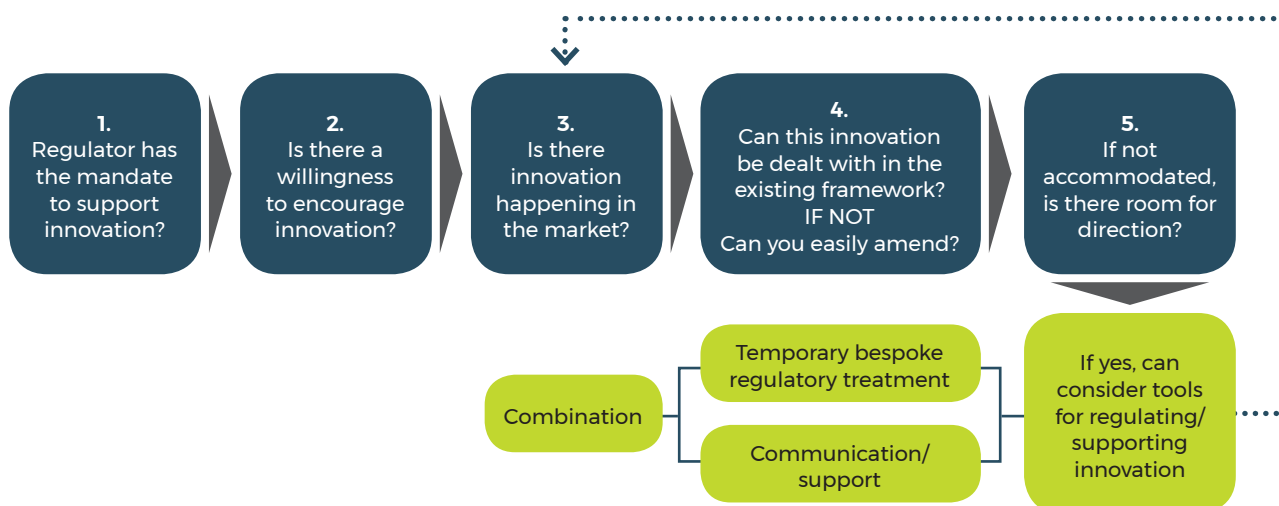 1.
Regulator has
the mandate
to support
innovation?
2.
Is there a
willingness
to encourage
innovation?
3.
Is there
innovation
happening in
the market?
4.
Can this innovation
be dealt with in the
existing framework?
IF NOT
Can you easily amend?
5.
If not
accommodated,
is there room for
direction?
If yes, can
consider tools
for regulating/
supporting
innovation
Temporary bespoke
regulatory treatment
Communication/
support
Combination